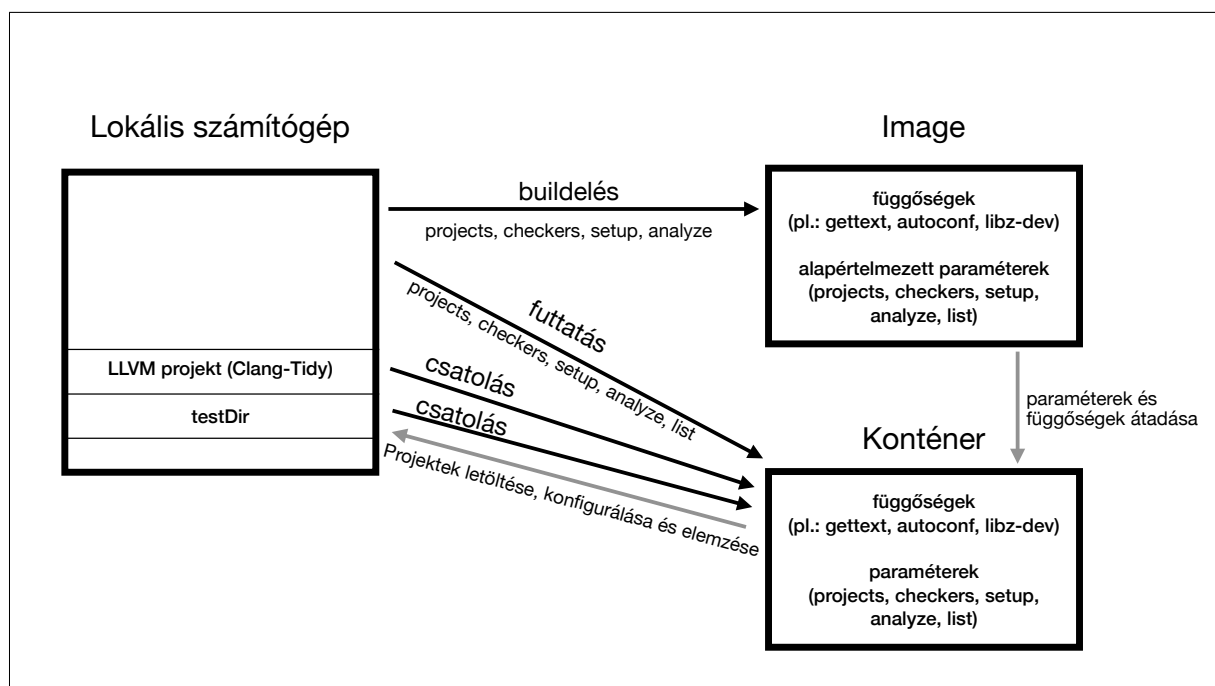 Lokális számítógép
Image
buildelés
projects, checkers, setup, analyze
függőségek
(pl.: gettext, autoconf, libz-dev)
alapértelmezett paraméterek
(projects, checkers, setup,
analyze, list)
futtatás
projects, checkers, setup, analyze, list
LLVM projekt (Clang-Tidy)
csatolás
testDir
csatolás
paraméterek és
függőségek átadása
Konténer
Projektek letöltése, konfigurálása és elemzése
függőségek
(pl.: gettext, autoconf, libz-dev)
paraméterek
(projects, checkers, setup,
analyze, list)